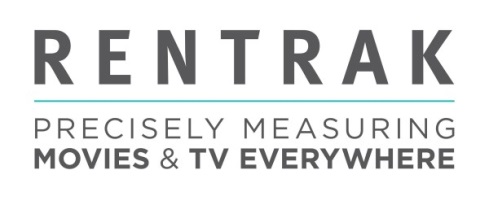 RENTRAK
PRECISELY MEASURING
MOVIES & TV EVERYWHERE